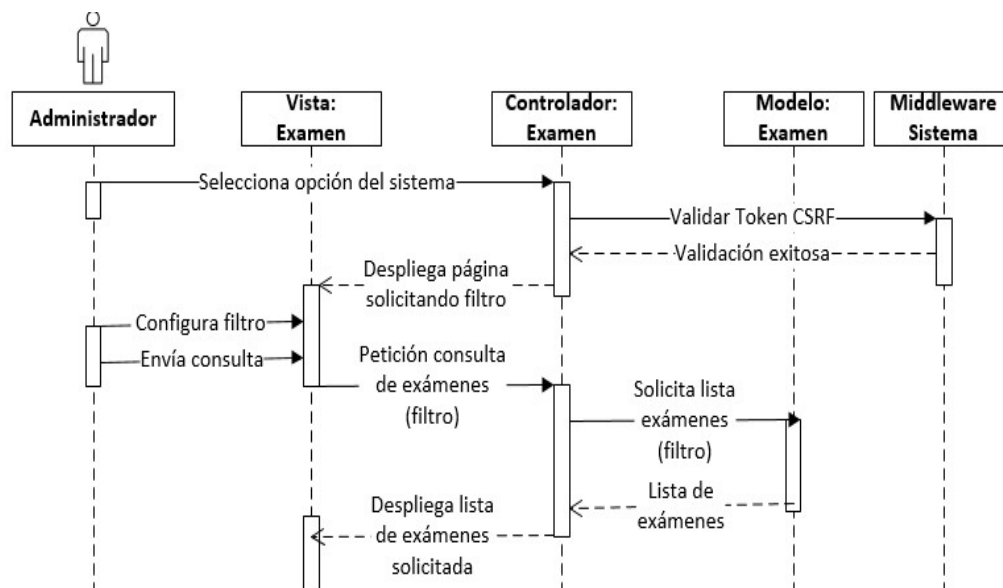 Administrador
Vista:
Examen
Controlador:
Examen
Modelo:
Examen
Middleware
Sistema
Selecciona opción del sistema
Validar Token CSRF
Validación exitosa
Despliega página
solicitando filtro
Configura filtro
Envía consulta
Petición consulta
de exámenes
(filtro)
Solicita lista
exámenes
(filtro)
Lista de
exámenes
Despliega lista
de exámenes
solicitada